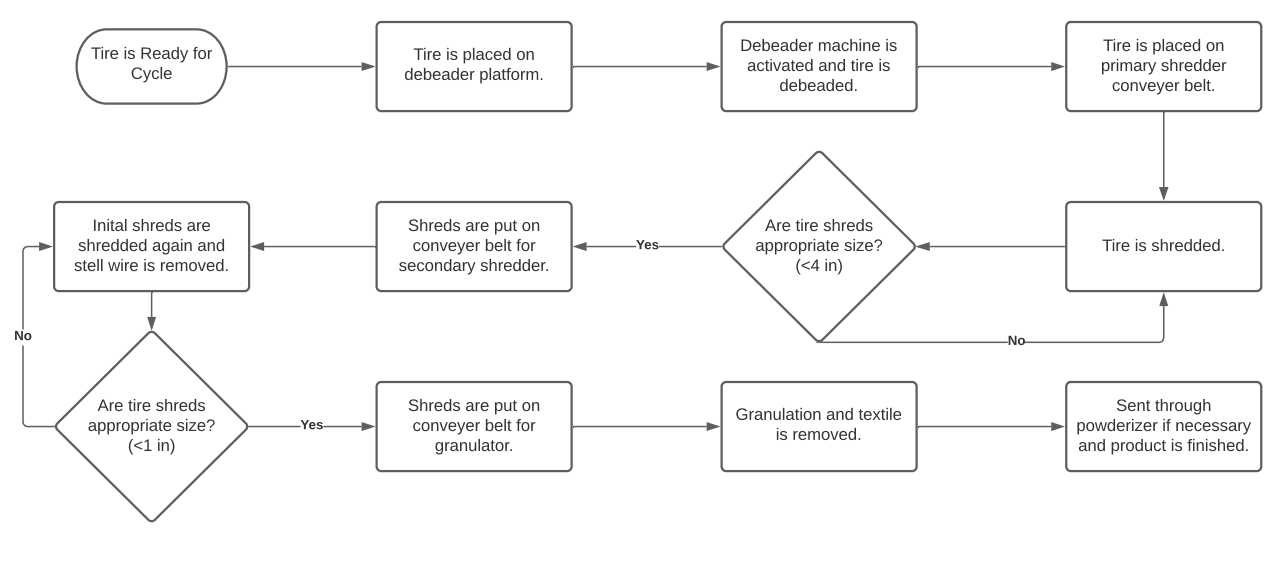 Tire is Ready for
Cycle
Tire is placed on
debeader platform.
Debeader machine is
activated and tire is
debeaded.
Tire is placed on
primary shredder
conveyer belt.
Tire is shredded.
Are tire shreds
appropriate size?
(<4 in)
No
Yes
Shreds are put on
conveyer belt for
secondary shredder.
Inital shreds are
shredded again and
stell wire is removed.
Are tire shreds
appropriate size?
(<1 in)
No
Yes
Shreds are put on
conveyer belt for
granulator.
Granulation and textile
is removed.
Sent through
powderizer if necessary
and product is finished.